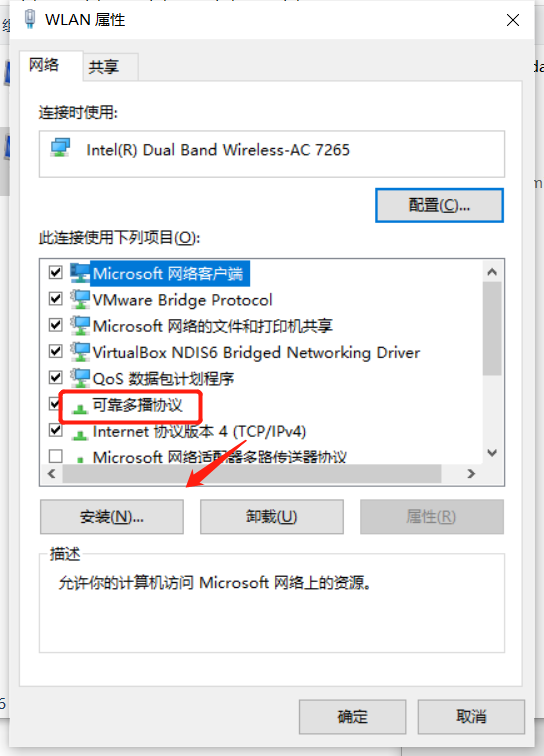 WLAN 属性
网络
共享
连接时使用:
Intel(R) Dual Band Wireless-AC 7265
配置(C)...
此连接使用下列项目(O):
Microsoft 网络客户端
VMware Bridge Protocol
Microsoft 网络的文件和打印机共享
VirtualBox NDIS6 Bridged Networking Driver
QoS 数据包计划程序
可靠多播协议
Internet 协议版本 4 (TCP/IPv4)
Microsoft 网络适配器多路传送器协议
安装(N)...
卸载(U)
属性(R)
描述
允许你的计算机访问 Microsoft 网络上的资源。
确定
取消